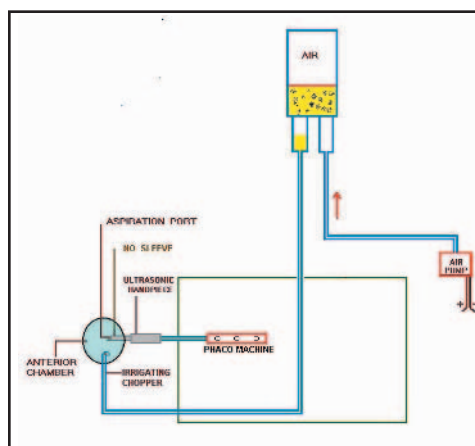 AIR
ASPIRATION PORT
NO SLEEVE
ULTRASONIC
HANDPIECE
AIR
PUMP
+ -
PHACO MACHINE
ANTERIOR
CHAMBER
IRRIGATING
CHOPPER